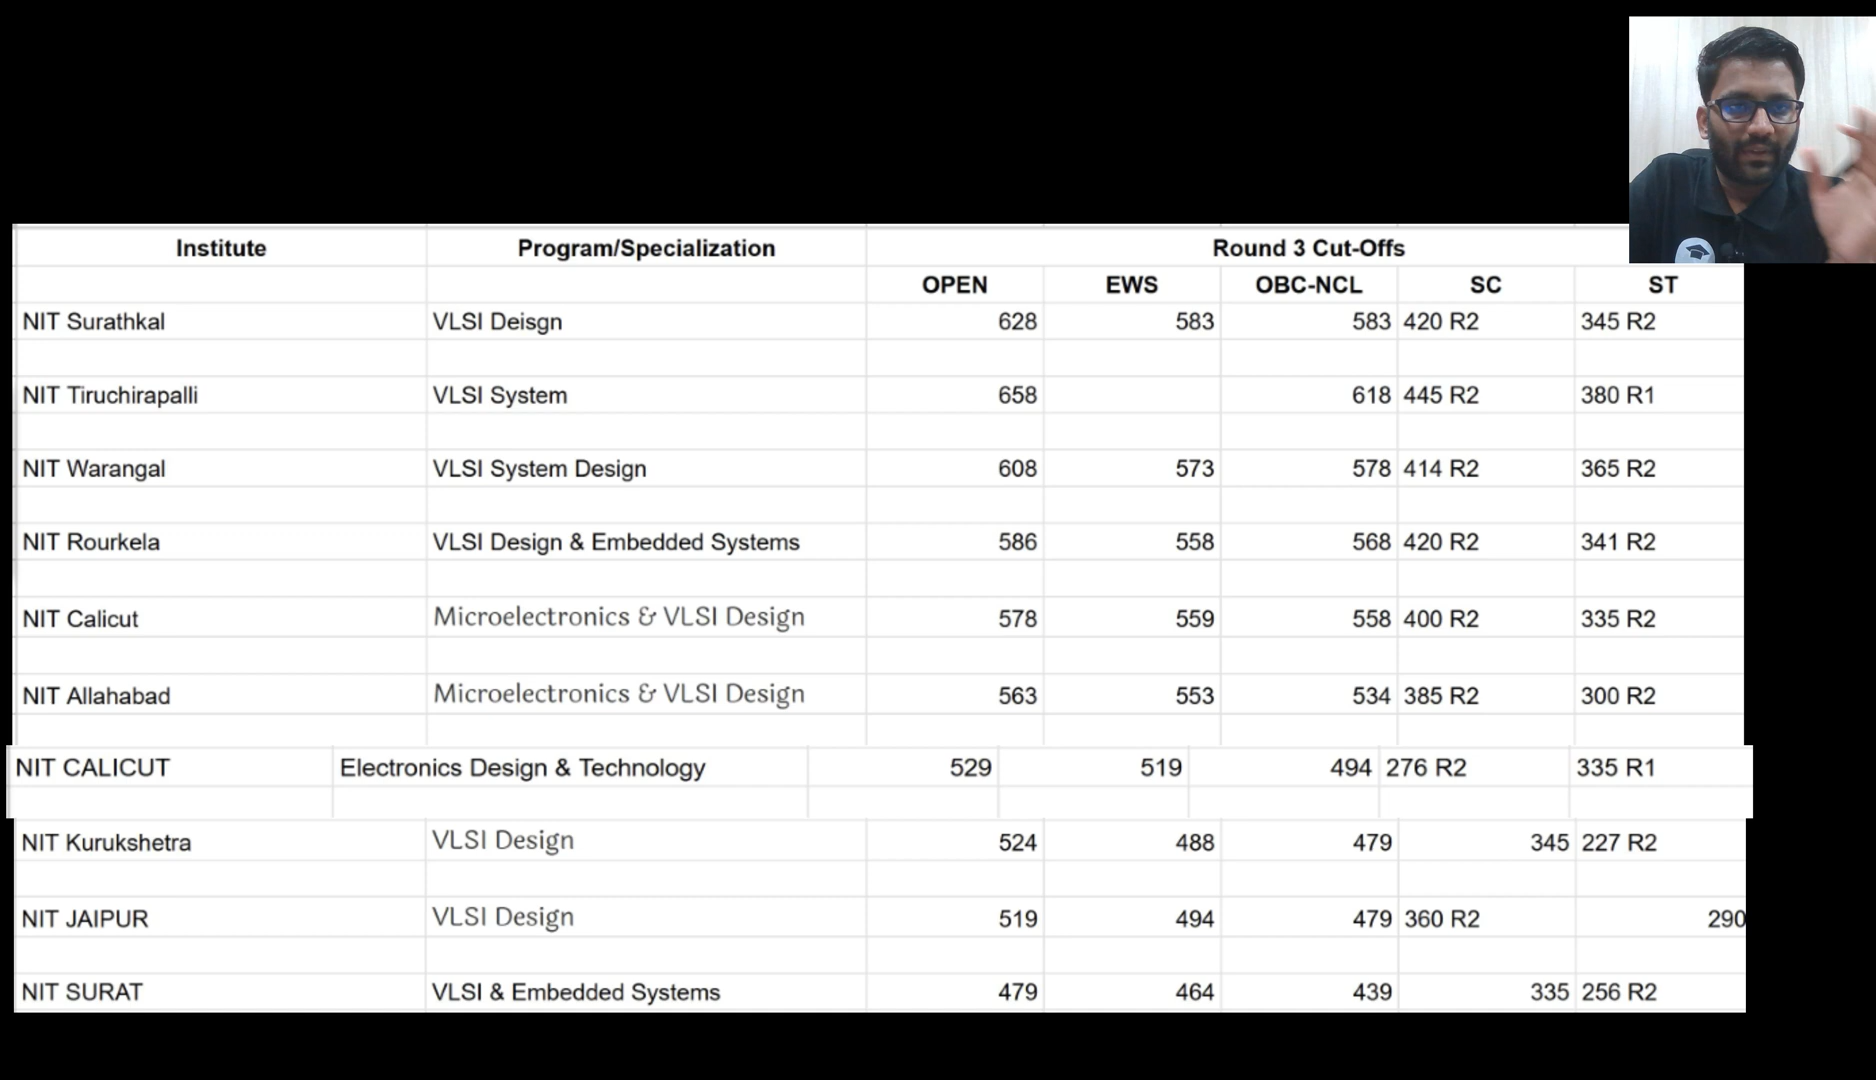 Institute Program/Specialization Round 3 Cut-Offs
OPEN EWS OBC-NCL SC ST
NIT Surathkal VLSI Deisgn 628 583 583 420 R2 345 R2
NIT Tiruchirapalli VLSI System 658 618 445 R2 380 R1
NIT Warangal VLSI System Design 608 573 578 414 R2 365 R2
NIT Rourkela VLSI Design & Embedded Systems 586 558 568 420 R2 341 R2
NIT Calicut Microelectronics & VLSI Design 578 559 558 400 R2 335 R2
NIT Allahabad Microelectronics & VLSI Design 563 553 534 385 R2 300 R2
NIT CALICUT Electronics Design & Technology 529 519 494 276 R2 335 R1
NIT Kurukshetra VLSI Design 524 488 479 345 227 R2
NIT JAIPUR VLSI Design 519 494 479 360 R2 290
NIT SURAT VLSI & Embedded Systems 479 464 439 335 256 R2